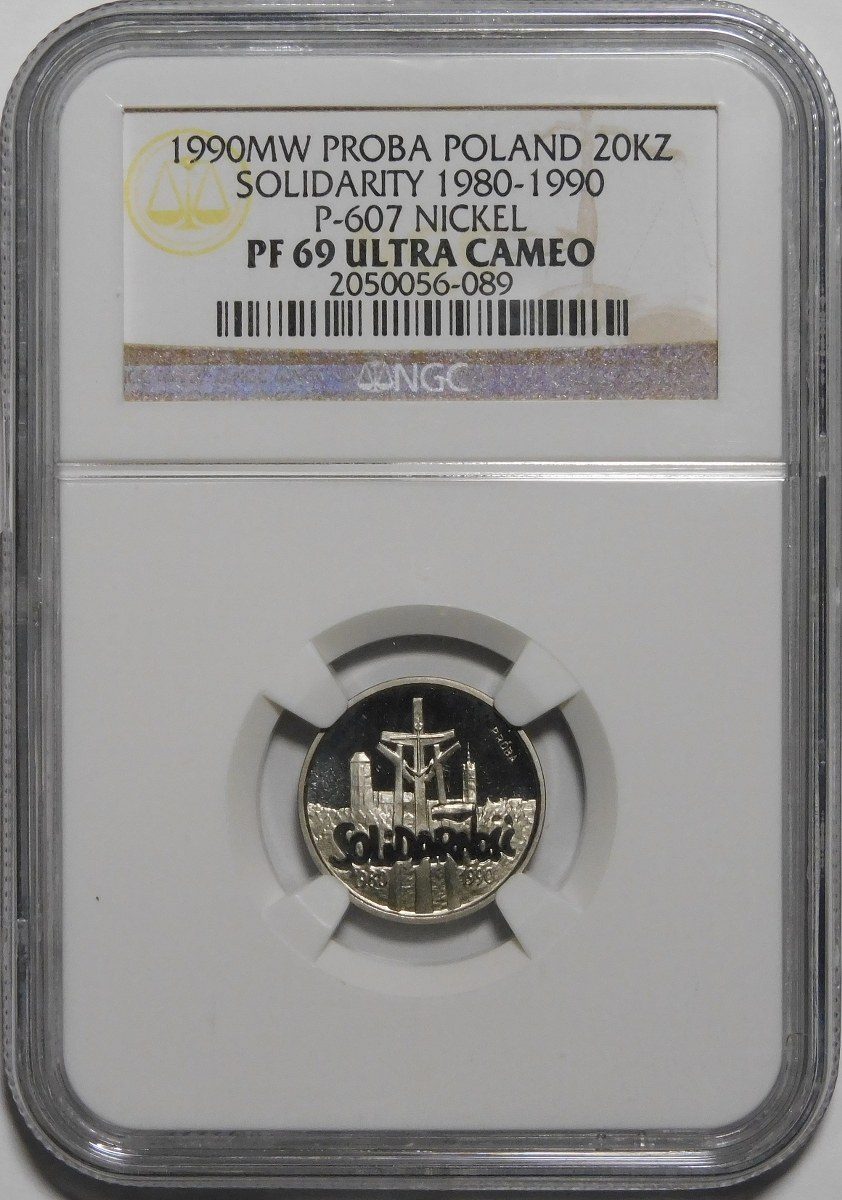 1990MW PROBA POLAND 20KZ
SOLIDARITY 1980-1990
P-607 NICKEL
PF 69 ULTRA CAMEO
2050056-089
NGC
PRÓBA
SOLiDARNOŚĆ
1980 1990